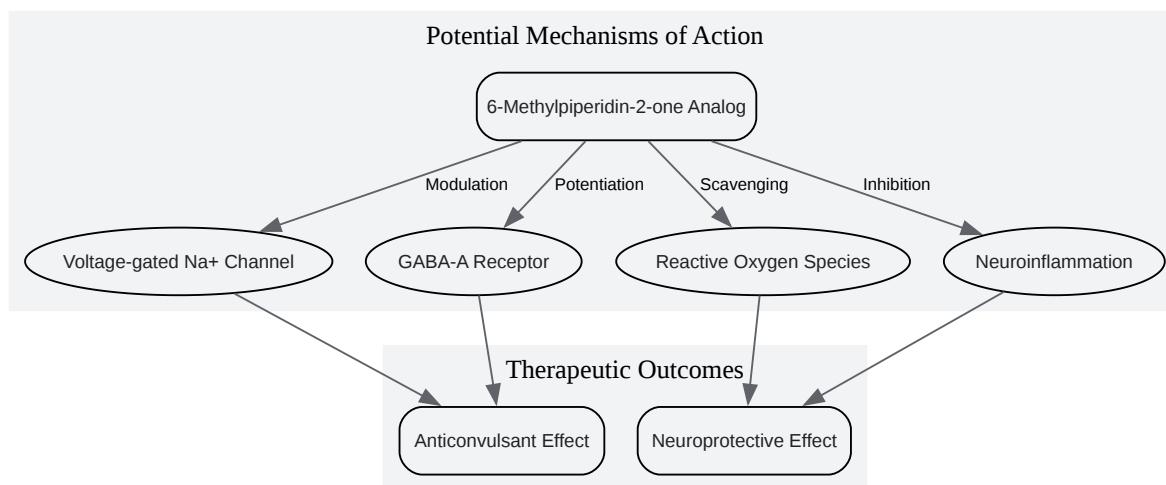 Potential Mechanisms of Action
6-Methylpiperidin-2-one Analog
Modulation
Potentiation
Scavenging
Inhibition
Voltage-gated Na+ Channel
GABA-A Receptor
Reactive Oxygen Species
Neuroinflammation
Therapeutic Outcomes
Anticonvulsant Effect
Neuroprotective Effect